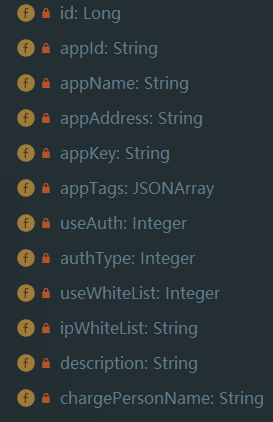 id: Long
appId: String
appName: String
appAddress: String
appKey: String
appTags: JSONArray
useAuth: Integer
authType: Integer
useWhiteList: Integer
ipWhiteList: String
description: String
chargePersonName: String